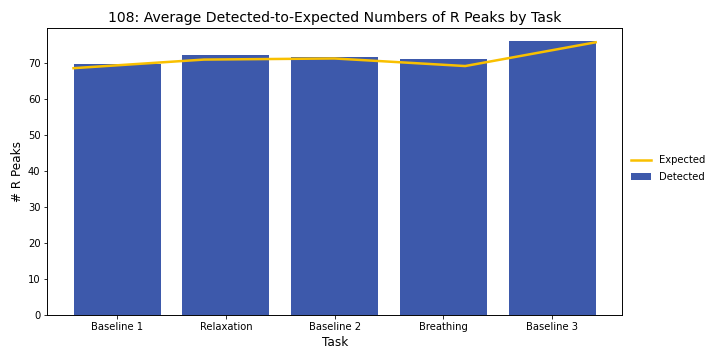 108: Average Detected-to-Expected Numbers of R Peaks by Task
# R Peaks
70
60
50
40
30
20
10
0
Baseline 1 Relaxation Baseline 2 Breathing Baseline 3
Task
Expected
Detected